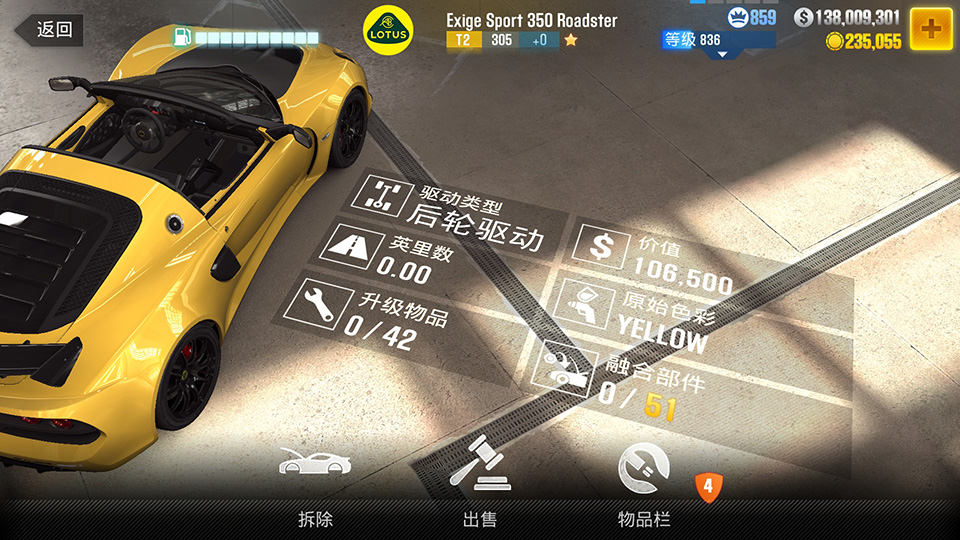 返回
LOTUS
Exige Sport 350 Roadster
T2 305 +0
859
$ 138,009,301
等级 836
235,055
驱动类型
后轮驱动
英里数
0.00
升级物品
0/42
价值
106,500
原始色彩
YELLOW
融合部件
0/51
拆除
出售
物品栏
4